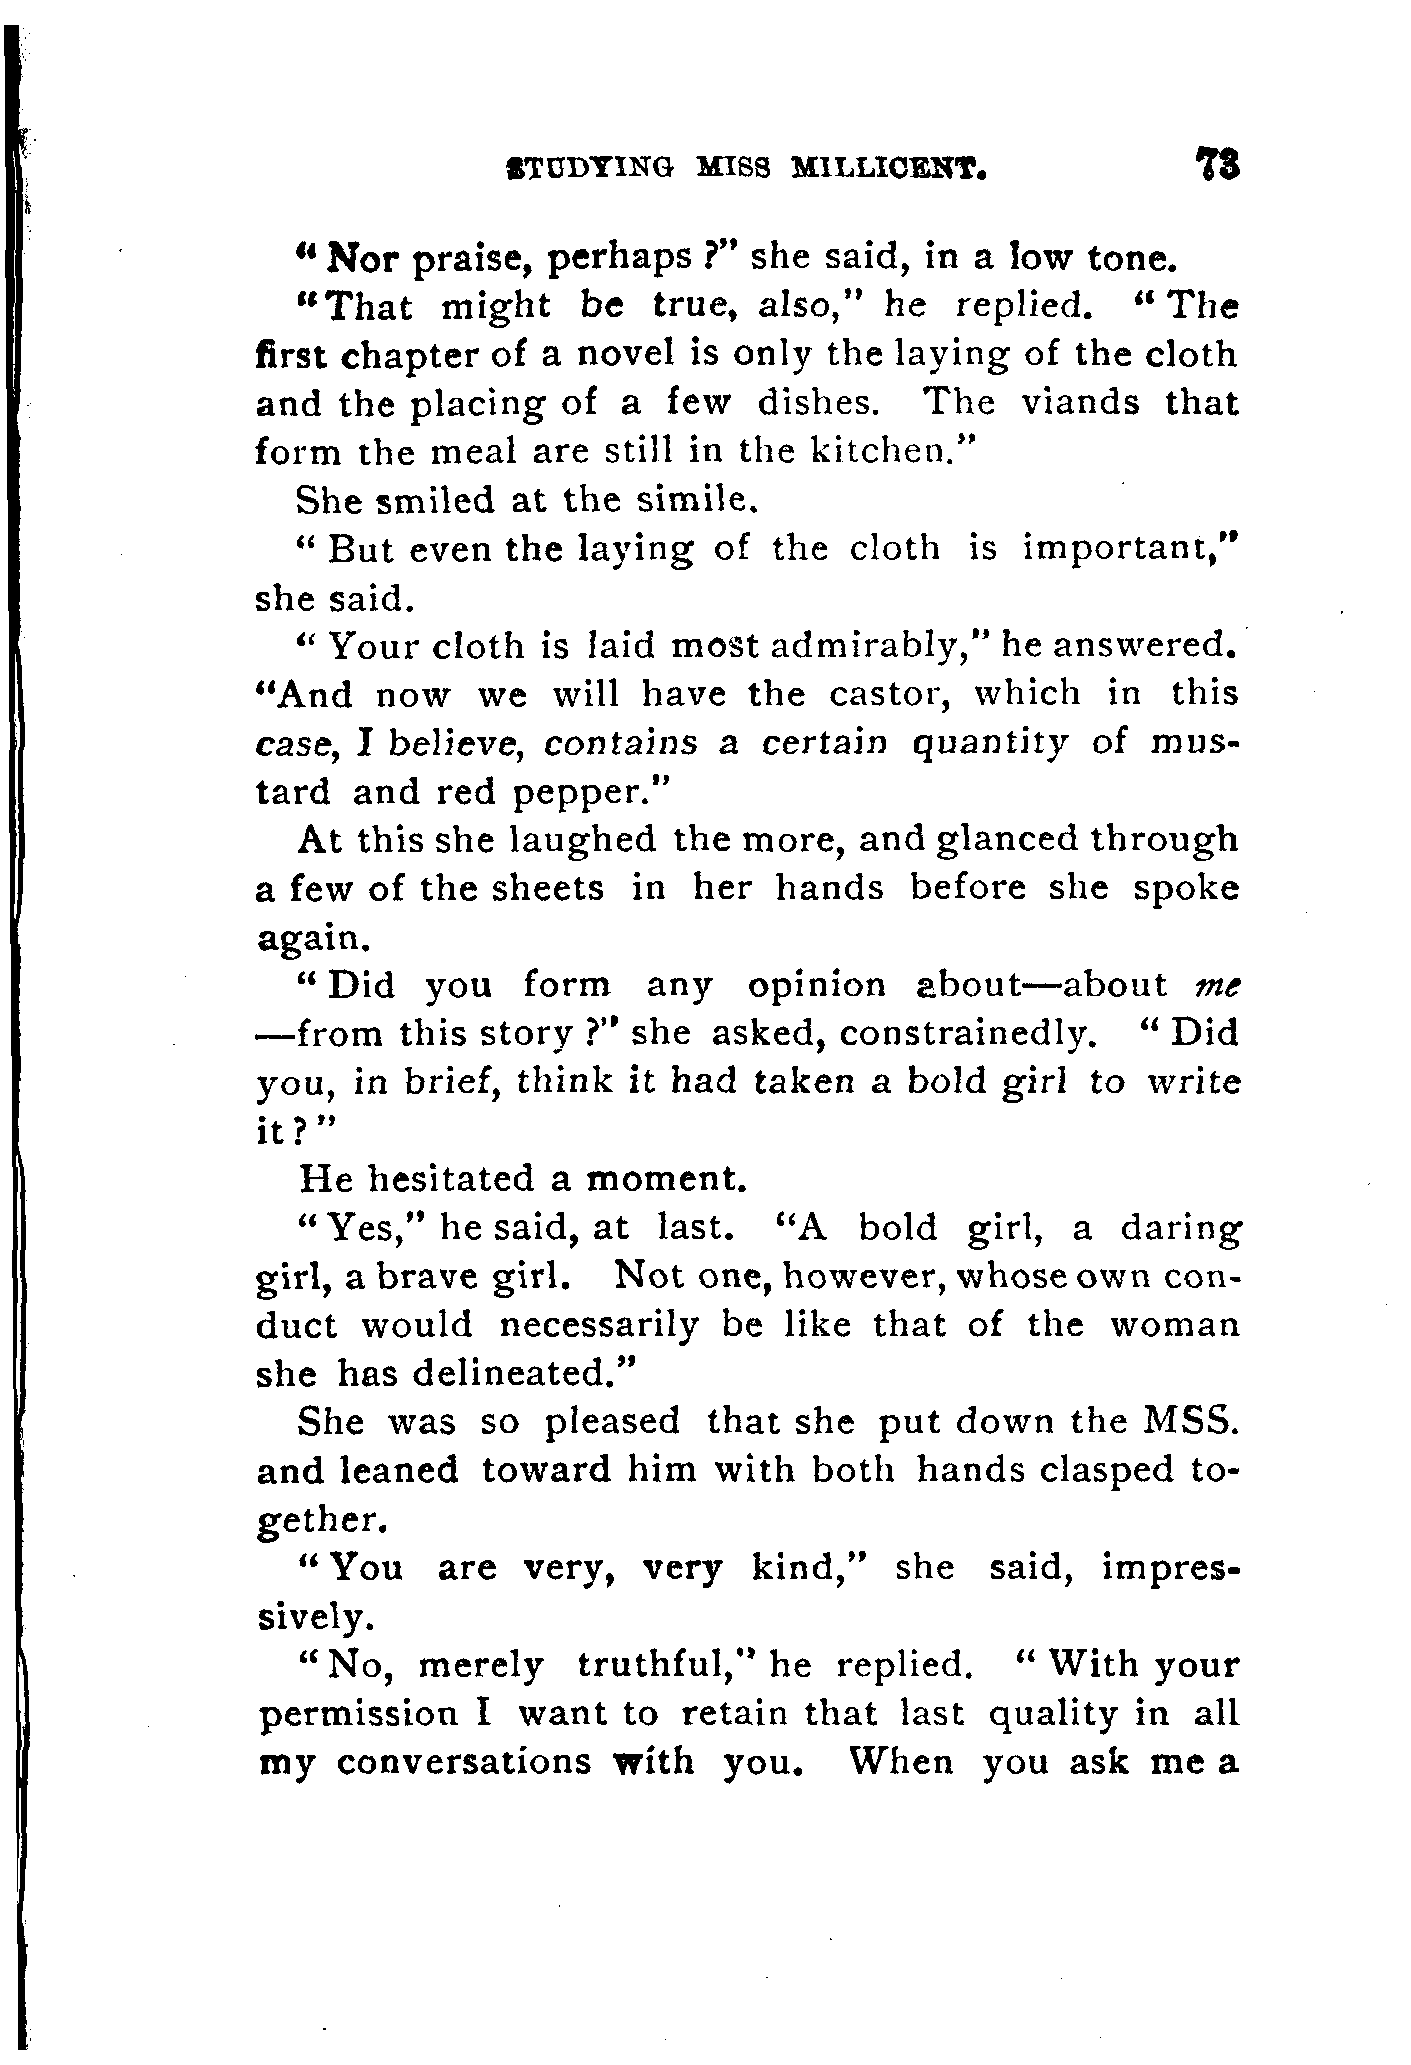 STUDYING MISS MILLICENT. 73
“Nor praise, perhaps?” she said, in a low tone.
“That might be true, also,” he replied. “The
first chapter of a novel is only the laying of the cloth
and the placing of a few dishes. The viands that
form the meal are still in the kitchen.”
She smiled at the simile.
“But even the laying of the cloth is important,”
she said.
“Your cloth is laid most admirably,” he answered.
“And now we will have the castor, which in this
case, I believe, contains a certain quantity of mus-
tard and red pepper.”
At this she laughed the more, and glanced through
a few of the sheets in her hands before she spoke
again.
“Did you form any opinion about—about me
—from this story?” she asked, constrainedly. “Did
you, in brief, think it had taken a bold girl to write
it?”
He hesitated a moment.
“Yes,” he said, at last. “A bold girl, a daring
girl, a brave girl. Not one, however, whose own con-
duct would necessarily be like that of the woman
she has delineated.”
She was so pleased that she put down the MSS.
and leaned toward him with both hands clasped to-
gether.
“You are very, very kind,” she said, impres-
sively.
“No, merely truthful,” he replied. “With your
permission I want to retain that last quality in all
my conversations with you. When you ask me a